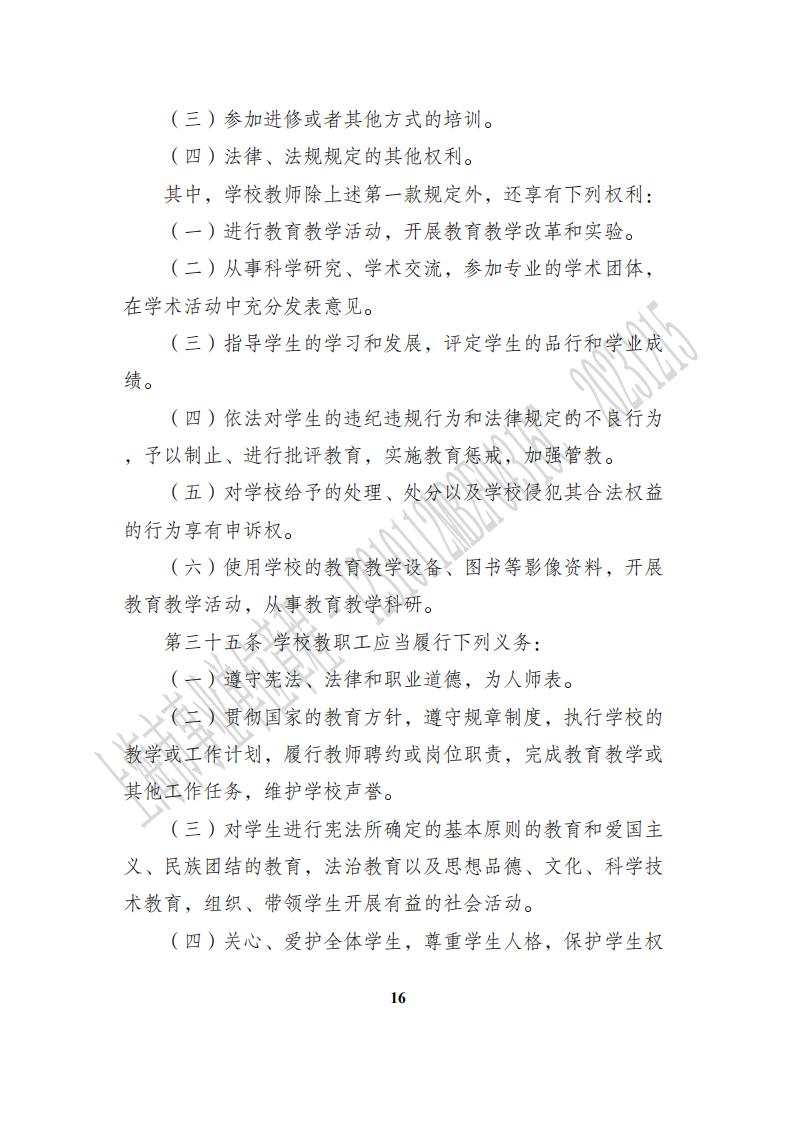 （三）参加进修或者其他方式的培训。
（四）法律、法规规定的其他权利。
其中，学校教师除上述第一款规定外，还享有下列权利：
（一）进行教育教学活动，开展教育教学改革和实验。
（二）从事科学研究、学术交流，参加专业的学术团体，
在学术活动中充分发表意见。
（三）指导学生的学习和发展，评定学生的品行和学业成
绩。
（四）依法对学生的违纪违规行为和法律规定的不良行为
，予以制止、进行批评教育，实施教育惩戒，加强管教。
（五）对学校给予的处理、处分以及学校侵犯其合法权益
的行为享有申诉权。
（六）使用学校的教育教学设备、图书等影像资料，开展
教育教学活动，从事教育教学科研。
第三十五条 学校教职工应当履行下列义务：
（一）遵守宪法、法律和职业道德，为人师表。
（二）贯彻国家的教育方针，遵守规章制度，执行学校的
教学或工作计划，履行教师聘约或岗位职责，完成教育教学或
其他工作任务，维护学校声誉。
（三）对学生进行宪法所确定的基本原则的教育和爱国主
义、民族团结的教育，法治教育以及思想品德、文化、科学技
术教育，组织、带领学生开展有益的社会活动。
（四）关心、爱护全体学生，尊重学生人格，保护学生权
16